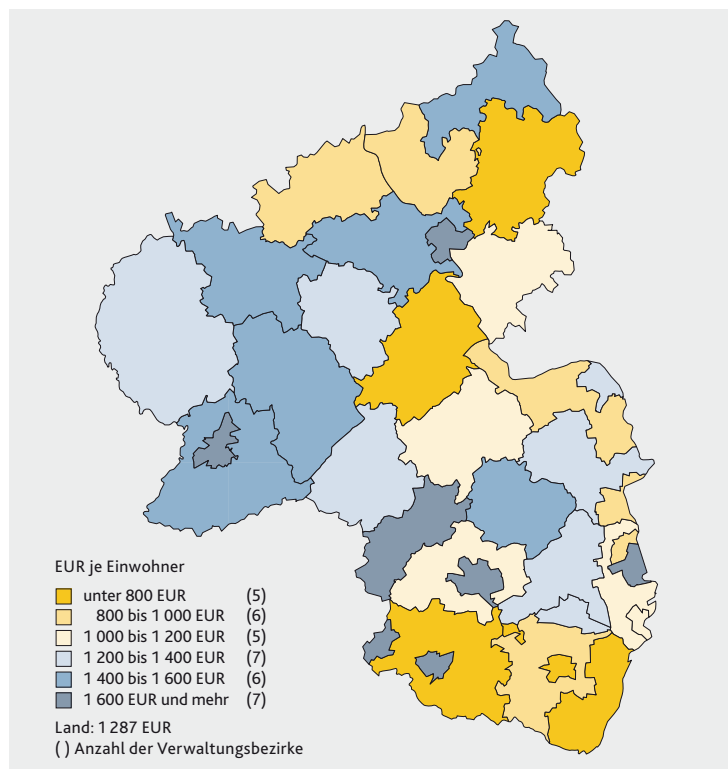 EUR je Einwohner
unter 800 EUR (5)
800 bis 1 000 EUR (6)
1 000 bis 1 200 EUR (5)
1 200 bis 1 400 EUR (7)
1 400 bis 1 600 EUR (6)
1 600 EUR und mehr (7)
Land: 1 287 EUR
( ) Anzahl der Verwaltungsbezirke